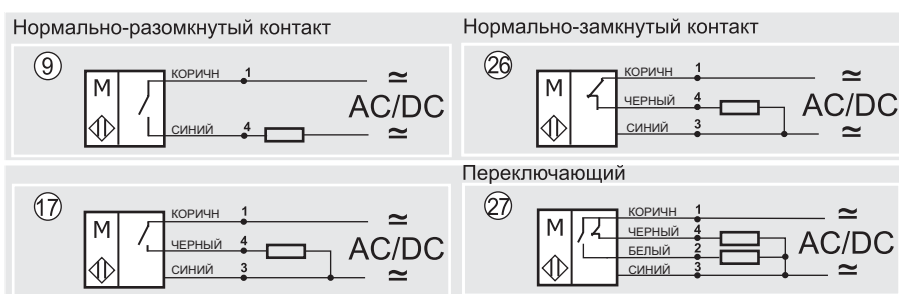 Нормально-разомкнутый контакт
9
М
КОРИЧН 1
СИНИЙ 4
≃
AC/DC
≃
Нормально-замкнутый контакт
26
М
КОРИЧН 1
ЧЕРНЫЙ 4
СИНИЙ 3
≃
AC/DC
≃
17
М
КОРИЧН 1
ЧЕРНЫЙ 4
СИНИЙ 3
≃
AC/DC
≃
Переключающий
27
М
КОРИЧН 1
ЧЕРНЫЙ 4
БЕЛЫЙ 2
СИНИЙ 3
≃
AC/DC
≃